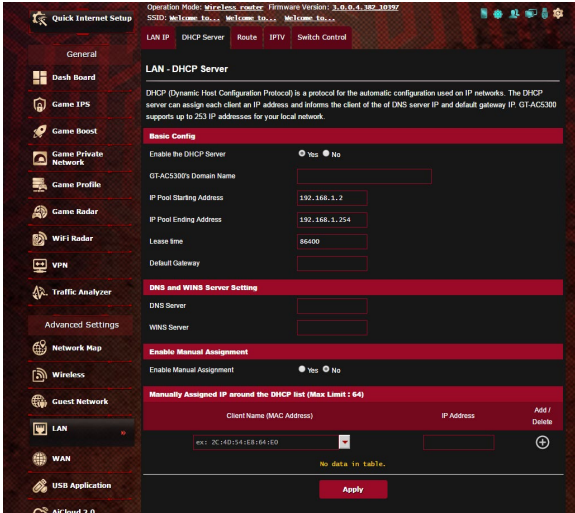 Quick Internet Setup
Operation Mode: Wireless router Firmware Version: 3.0.0.4.382_10397
SSID: Welcome to... Welcome to... Welcome to...
LAN IP DHCP Server Route IPTV Switch Control
General
Dash Board
Game IPS
Game Boost
Game Private
Network
Game Profile
Game Radar
WiFi Radar
VPN
Traffic Analyzer
Advanced Settings
Network Map
Wireless
Guest Network
LAN
WAN
USB Application
AiCloud 2.0
LAN - DHCP Server
DHCP (Dynamic Host Configuration Protocol) is a protocol for the automatic configuration used on IP networks. The DHCP
server can assign each client an IP address and informs the client of the of DNS server IP and default gateway IP. GT-AC5300
supports up to 253 IP addresses for your local network.
Basic Config
Enable the DHCP Server Yes No
GT-AC5300's Domain Name
IP Pool Starting Address 192.168.1.2
IP Pool Ending Address 192.168.1.254
Lease time 86400
Default Gateway
DNS and WINS Server Setting
DNS Server
WINS Server
Enable Manual Assignment
Enable Manual Assignment Yes No
Manually Assigned IP around the DHCP list (Max Limit : 64)
Client Name (MAC Address) IP Address Add /
Delete
ex: 2C:4D:54:E8:64:E0
No data in table.
Apply